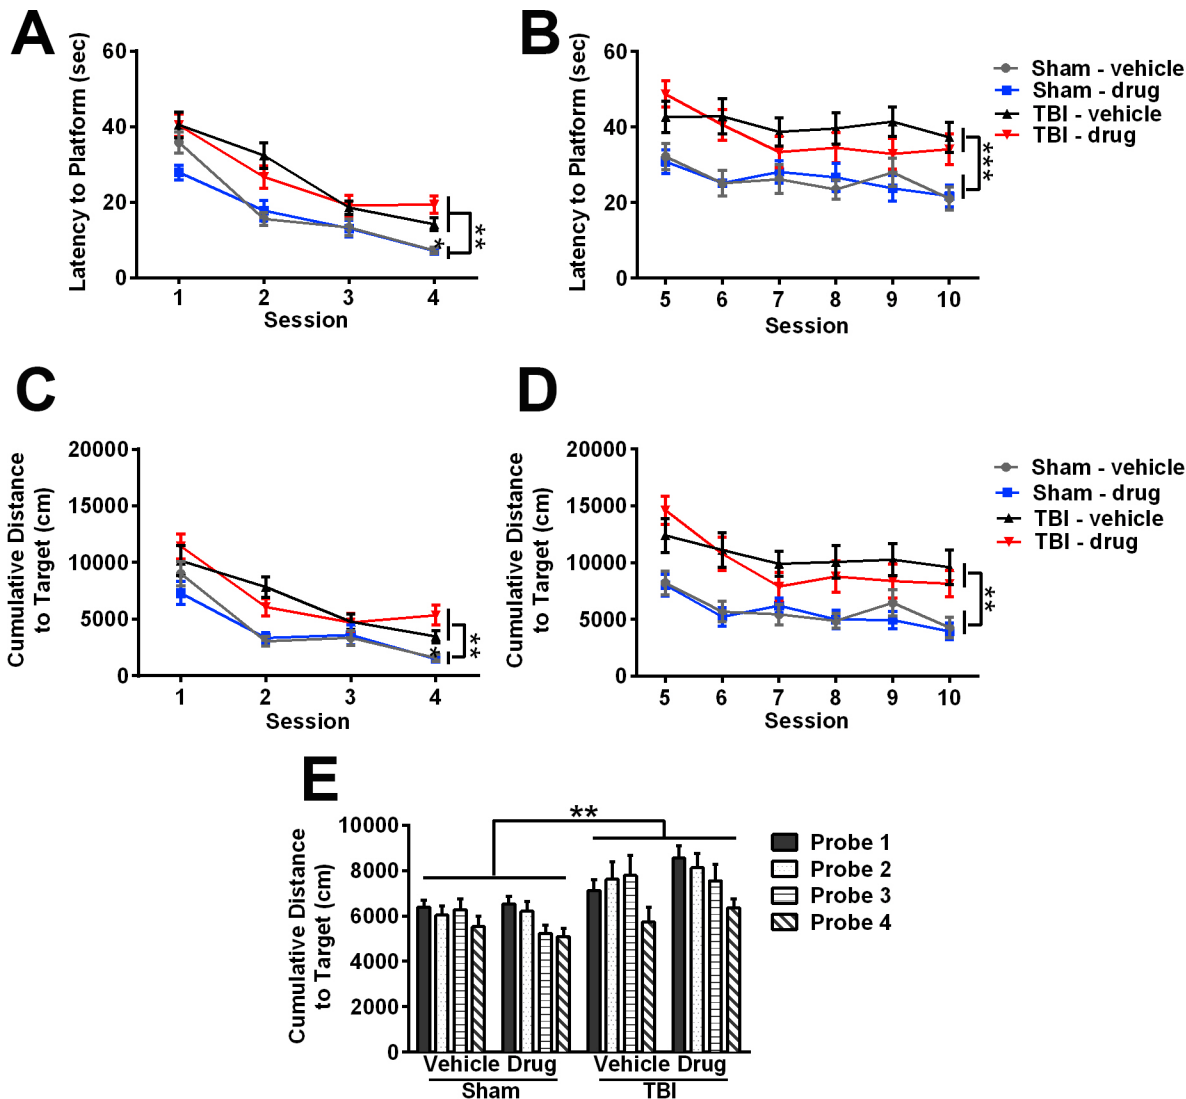 A
Latency to Platform (sec)
60
40
20
0
1 2 3 4
Session
*
**
B
Latency to Platform (sec)
60
40
20
0
5 6 7 8 9 10
Session
***
Sham - vehicle
Sham - drug
TBI - vehicle
TBI - drug
C
Cumulative Distance
to Target (cm)
20000
15000
10000
5000
0
1 2 3 4
Session
*
**
D
Cumulative Distance
to Target (cm)
20000
15000
10000
5000
0
5 6 7 8 9 10
Session
**
Sham - vehicle
Sham - drug
TBI - vehicle
TBI - drug
E
Cumulative Distance
to Target (cm)
10000
8000
6000
4000
2000
0
**
Vehicle Drug Vehicle Drug
Sham TBI
Probe 1
Probe 2
Probe 3
Probe 4